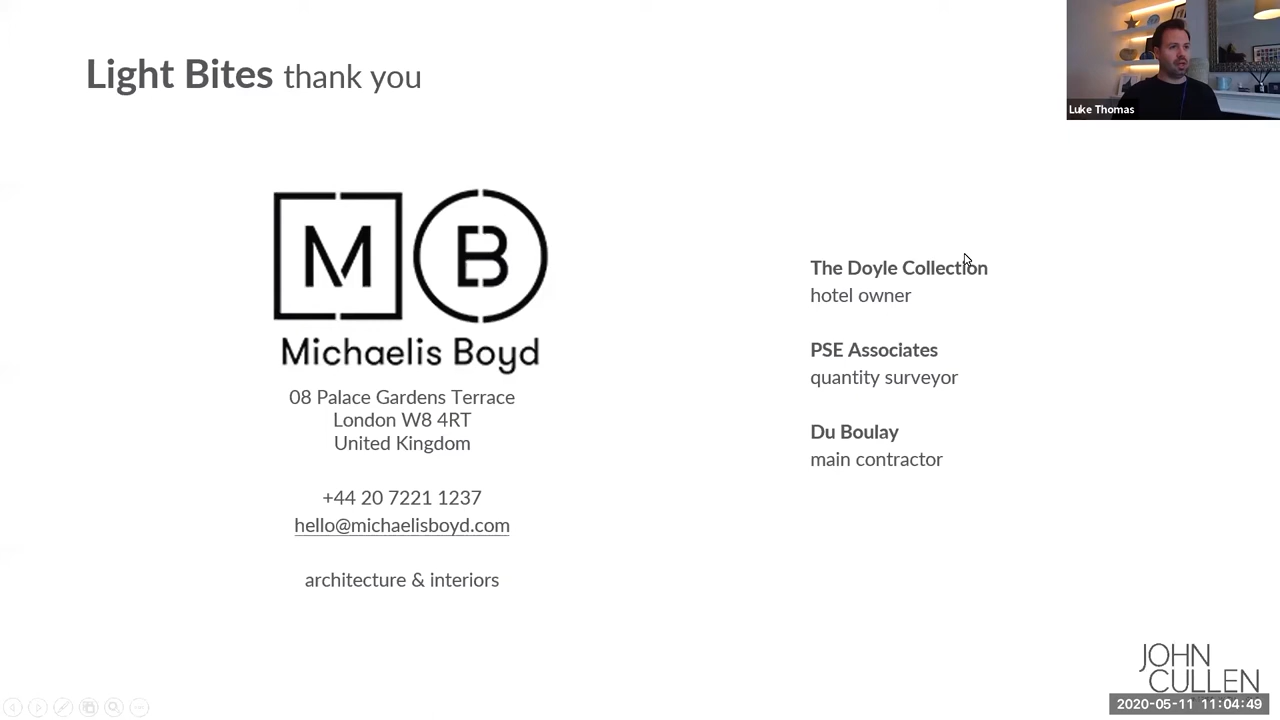 Light Bites thank you
Luke Thomas
M B
Michaelis Boyd
08 Palace Gardens Terrace
London W8 4RT
United Kingdom
+44 20 7221 1237
hello@michaelisboyd.com
architecture & interiors
The Doyle Collection
hotel owner
PSE Associates
quantity surveyor
Du Boulay
main contractor
JOHN
CULLEN
2020-05-11 11:04:49